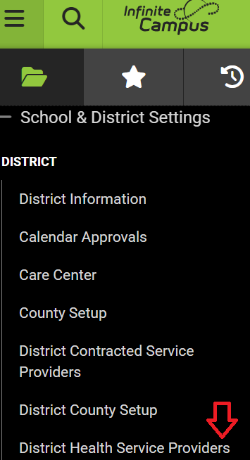 Infinite
Campus
School & District Settings
DISTRICT
District Information
Calendar Approvals
Care Center
County Setup
District Contracted Service
Providers
District County Setup
District Health Service Providers